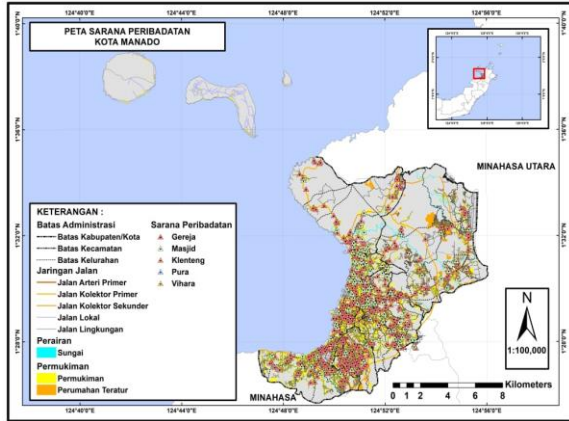 PETA SARANA PERIBADATAN
KOTA MANADO
124°40'0"E 124°44'0"E 124°48'0"E 124°52'0"E 124°56'0"E
MINAHASA UTARA
KETERANGAN :
Batas Administrasi
Batas Kabupaten/Kota
Batas Kecamatan
Batas Kelurahan
Jaringan Jalan
Jalan Arteri Primer
Jalan Kolektor Primer
Jalan Kolektor Sekunder
Jalan Lokal
Jalan Lingkungan
Perairan
Sungai
Permukiman
Permukiman
Perumahan Teratur
Sarana Peribadatan
Gereja
Masjid
Klenteng
Pura
Vihara
N
1:100,000
Kilometers
0 1 2 4 6 8
MINAHASA
124°40'0"E 124°44'0"E 124°48'0"E 124°52'0"E 124°56'0"E